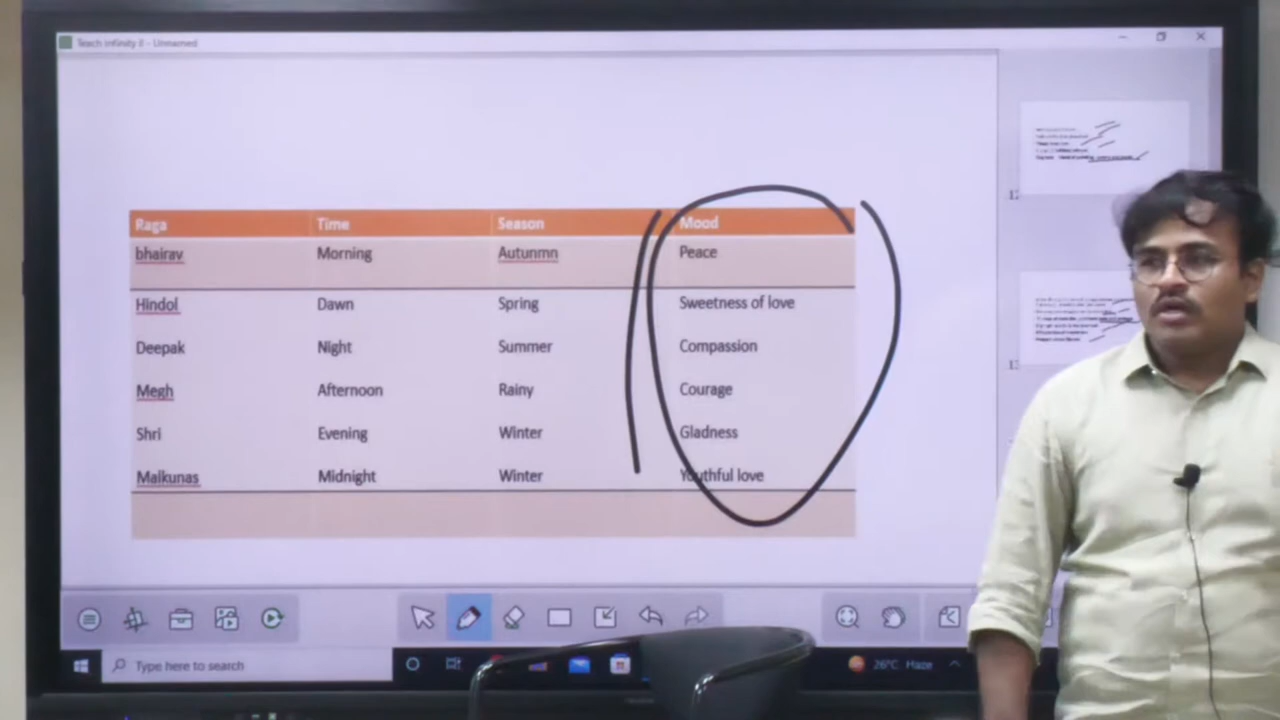 Teach Infinity II - Unnamed
Raga Time Season Mood
bhairav Morning Autunmn Peace
Hindol Dawn Spring Sweetness of love
Deepak Night Summer Compassion
Megh Afternoon Rainy Courage
Shri Evening Winter Gladness
Malkunas Midnight Winter Youthful love
12
13
Type here to search
26°C Haze